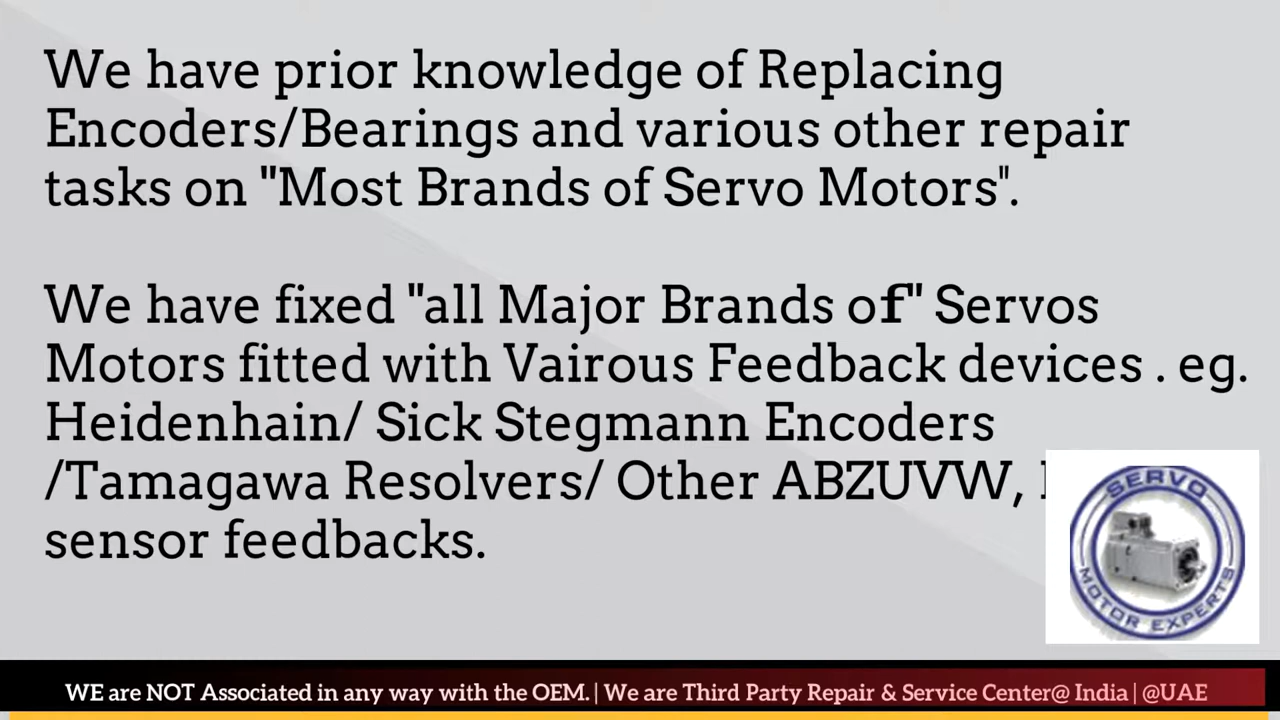 We have prior knowledge of Replacing
Encoders/Bearings and various other repair
tasks on "Most Brands of Servo Motors".
We have fixed "all Major Brands of" Servos
Motors fitted with Vairous Feedback devices . eg.
Heidenhain/ Sick Stegmann Encoders
/Tamagawa Resolvers/ Other ABZUVW,
sensor feedbacks.
SERVO
MOTOR EXPERTS
WE are NOT Associated in any way with the OEM. | We are Third Party Repair & Service Center@ India | @UAE